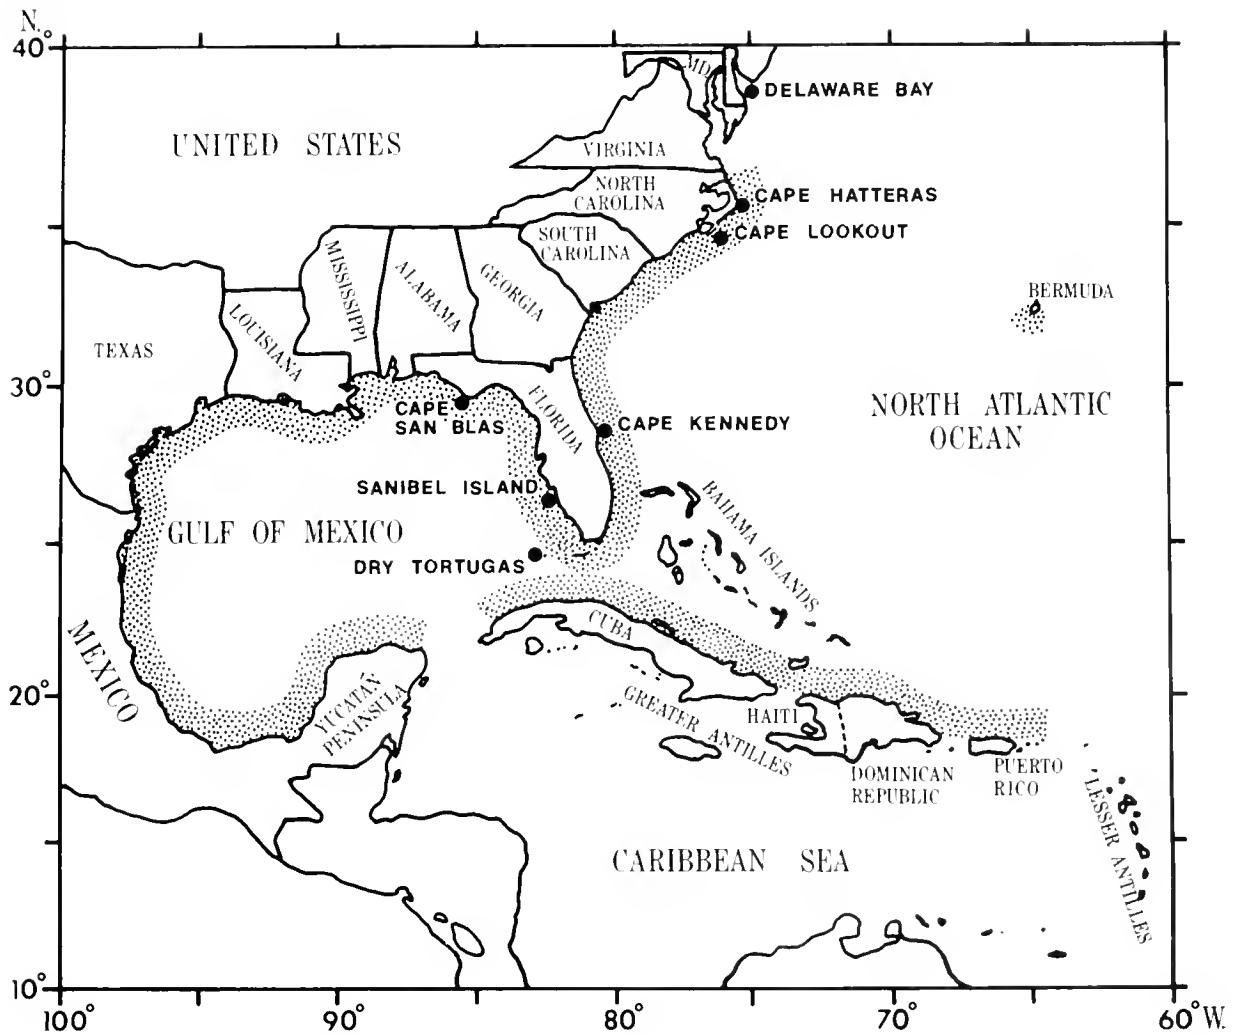 N.
40°
MD.
DELAWARE BAY
UNITED STATES
VIRGINIA
NORTH
CAROLINA
CAPE HATTERAS
CAPE LOOKOUT
SOUTH
CAROLINA
MISSISSIPPI
ALABAMA
GEORGIA
BERMUDA
LOUISIANA
TEXAS
30°
FLORIDA
CAPE
SAN BLAS
CAPE KENNEDY
NORTH ATLANTIC
OCEAN
SANIBEL ISLAND
BAHAMA ISLANDS
GULF OF MEXICO
DRY TORTUGAS
MEXICO
CUBA
20°
YUCATÁN
PENINSULA
GREATER ANTILLES
HAITI
DOMINICAN
REPUBLIC
PUERTO
RICO
LESSER ANTILLES
CARIBBEAN SEA
10°
100°
90°
80°
70°
60° W.